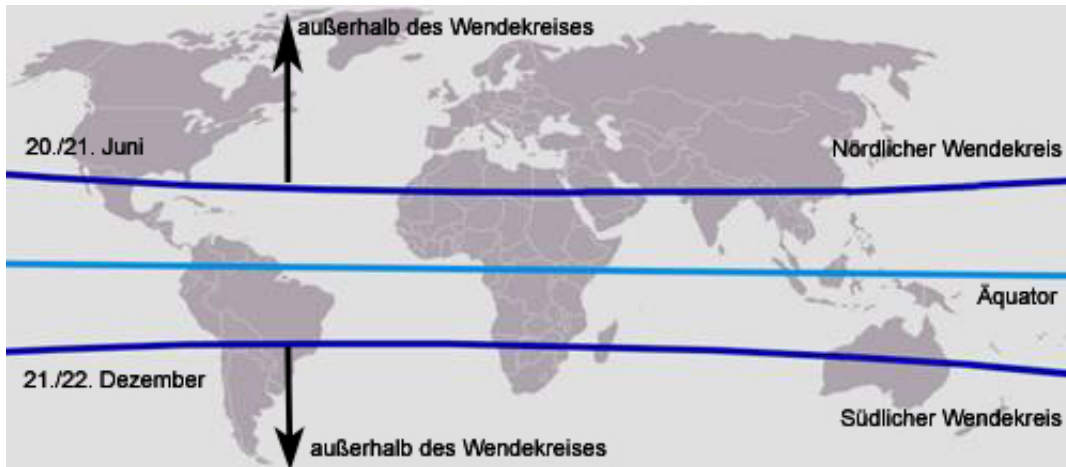 außerhalb des Wendekreises
20./21. Juni
Nördlicher Wendekreis
Äquator
21./22. Dezember
Südlicher Wendekreis
außerhalb des Wendekreises